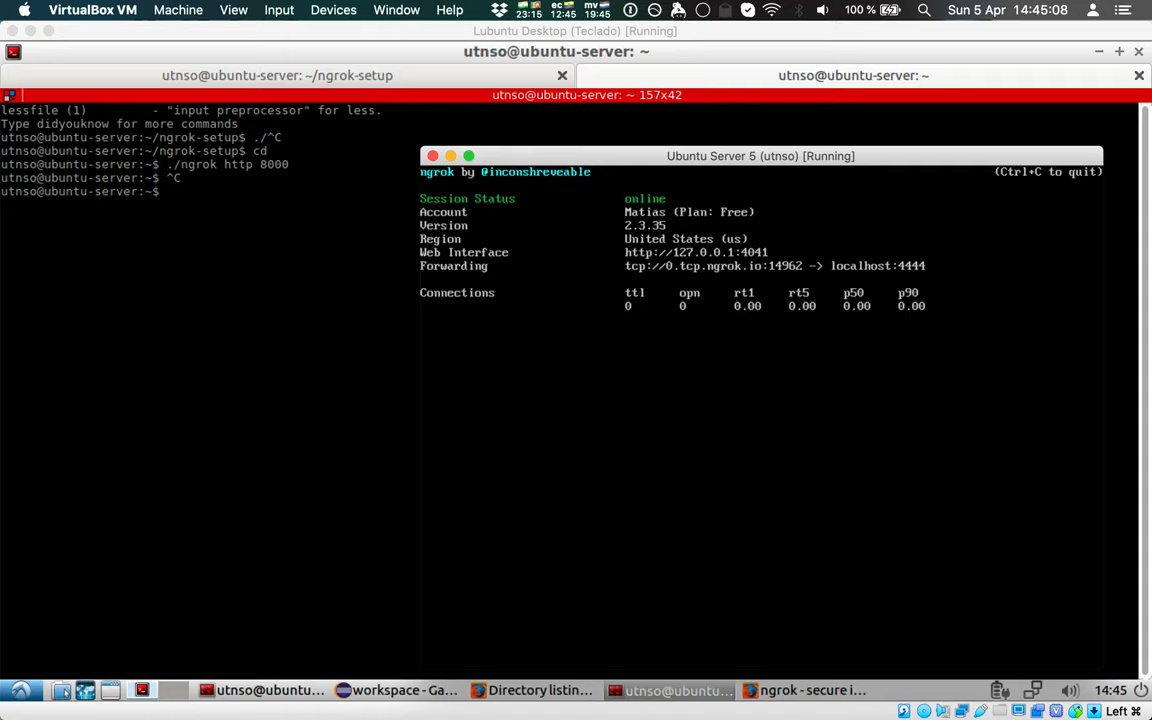 VirtualBox VM Machine View Input Devices Window Help 23:15 ec 12:45 mv 19:45 100 % Sun 5 Apr 14:45:08
Lubuntu Desktop (Teclado) [Running]
utnso@ubuntu-server: ~
utnso@ubuntu-server: ~/ngrok-setup
utnso@ubuntu-server: ~
utnso@ubuntu-server: ~ 157x42
lessfile (1)         - "input preprocessor" for less.
Type didyouknow for more commands
utnso@ubuntu-server:~/ngrok-setup$ ./^C
utnso@ubuntu-server:~/ngrok-setup$ cd
utnso@ubuntu-server:~$ ./ngrok http 8000
utnso@ubuntu-server:~$ ^C
utnso@ubuntu-server:~$
Ubuntu Server 5 (utnso) [Running]
ngrok by @inconshreveable (Ctrl+C to quit)
Session Status online
Account Matias (Plan: Free)
Version 2.3.35
Region United States (us)
Web Interface http://127.0.0.1:4041
Forwarding tcp://0.tcp.ngrok.io:14962 -> localhost:4444
Connections ttl opn rt1 rt5 p50 p90
0 0 0.00 0.00 0.00 0.00
utnso@ubuntu... workspace - Ga... Directory listin... utnso@ubuntu... ngrok - secure i... 14:45
Left ⌘